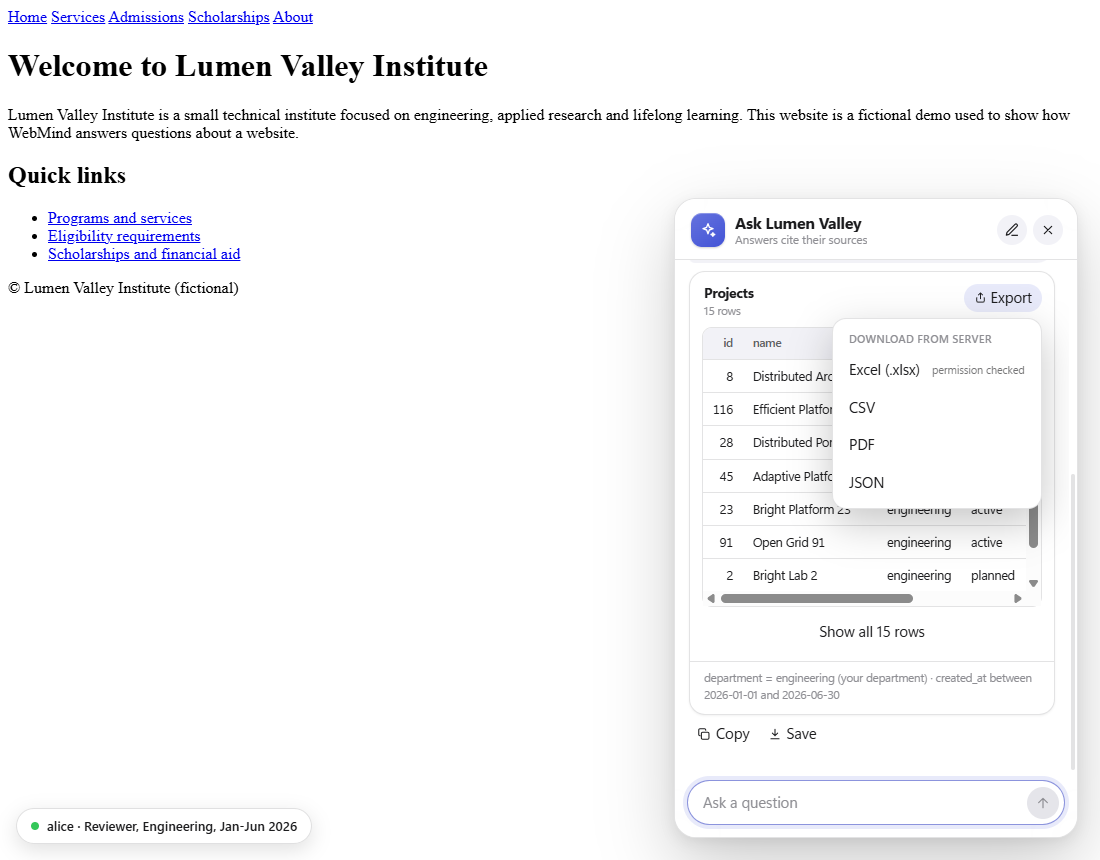 Home Services Admissions Scholarships About
Welcome to Lumen Valley Institute
Lumen Valley Institute is a small technical institute focused on engineering, applied research and lifelong learning. This website is a fictional demo used to show how
WebMind answers questions about a website.
Quick links
Programs and services
Eligibility requirements
Scholarships and financial aid
© Lumen Valley Institute (fictional)
Ask Lumen Valley
Answers cite their sources
Projects
15 rows
Export
DOWNLOAD FROM SERVER
Excel (.xlsx) permission checked
CSV
PDF
JSON
id name
8 Distributed
116 Efficient
28 Distributed
45 Adaptive
23 Bright Platform 23 engineering active
91 Open Grid 91 engineering active
2 Bright Lab 2 engineering planned
Show all 15 rows
department = engineering (your department) · created_at between
2026-01-01 and 2026-06-30
Copy Save
Ask a question
alice · Reviewer, Engineering, Jan-Jun 2026